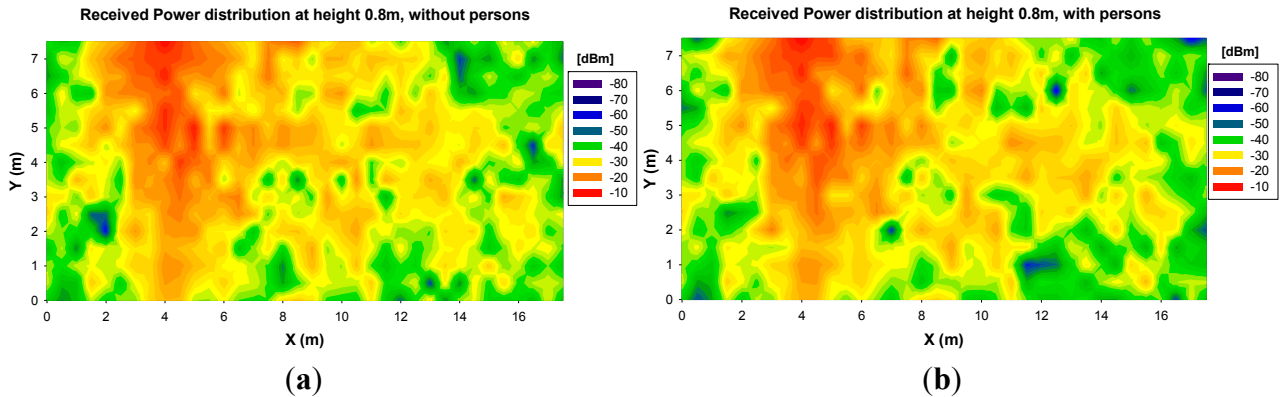 Received Power distribution at height 0.8m, without persons
[dBm]
-80
-70
-60
-50
-40
-30
-20
-10
Y (m)
7
6
5
4
3
2
1
0
0 2 4 6 8 10 12 14 16
X (m)
(a)
Received Power distribution at height 0.8m, with persons
[dBm]
-80
-70
-60
-50
-40
-30
-20
-10
Y (m)
7
6
5
4
3
2
1
0
0 2 4 6 8 10 12 14 16
X (m)
(b)